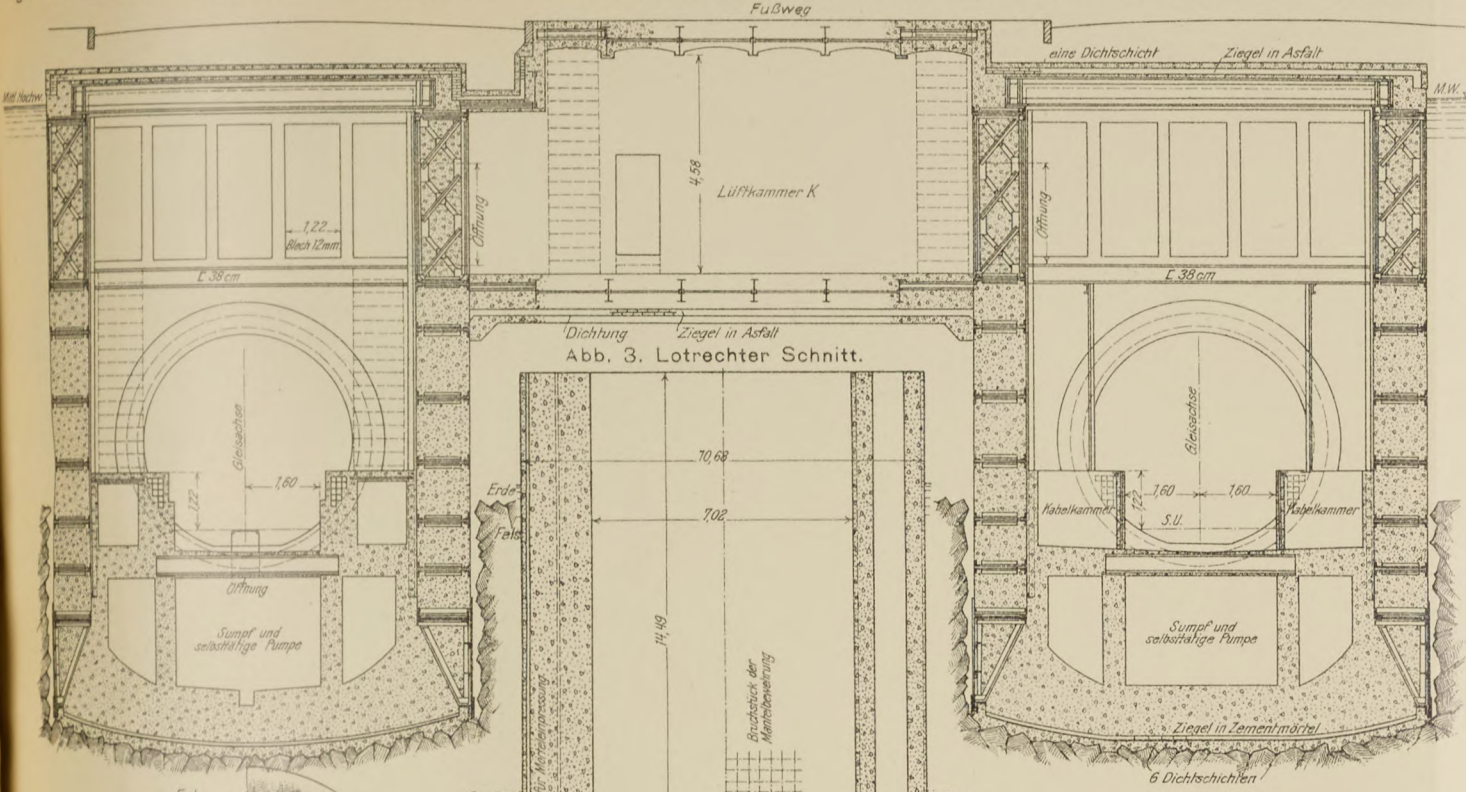 Fußweg
eine Dichtschicht
Ziegel in Asfalt
Mittl. Hochw.
M.W.
4,58
Lüftkammer K
Öffnung
Öffnung
1,22
Blech 12mm.
[ 38cm
[ 38cm
Dichtung
Ziegel in Asfalt
Abb. 3. Lotrechter Schnitt.
Gleisachse
Gleisachse
10,68
1,60
1,22
Erde
Fels
7,02
Kabelkammer
1,60
1,22
1,60
S.U.
Kabelkammer
Öffnung
Sumpf und
selbsttätige Pumpe
14,49
Sumpf und
selbsttätige Pumpe
für Mörteleinpressung
Bruchstück der
Mantelbewehrung
Ziegel in Zementmörtel
6 Dichtschichten